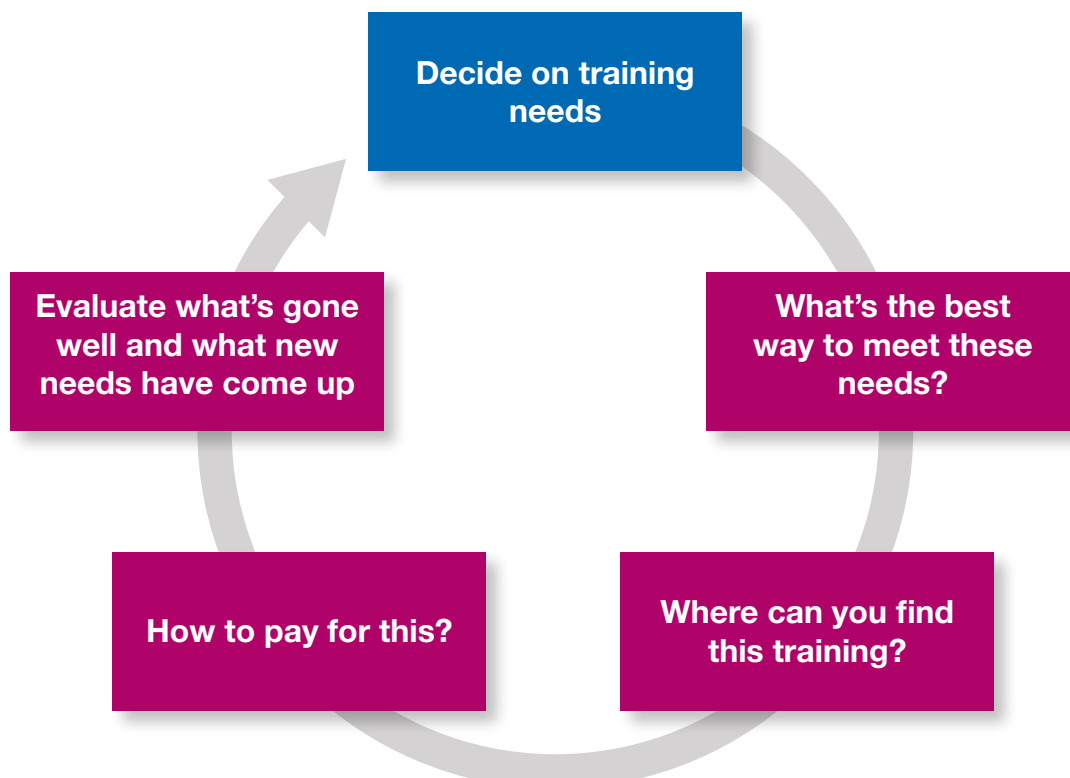 Decide on training
needs
What’s the best
way to meet these
needs?
Where can you find
this training?
How to pay for this?
Evaluate what’s gone
well and what new
needs have come up